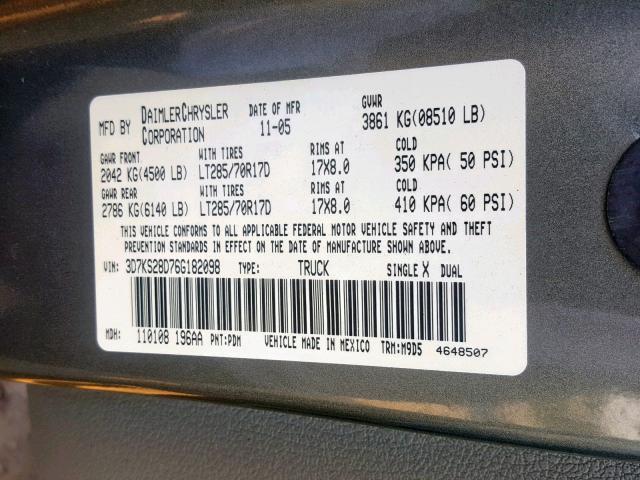 MFD BY DAIMLERCHRYSLER CORPORATION DATE OF MFR 11-05 GVWR 3861 KG(08510 LB)
GAWR FRONT WITH TIRES RIMS AT COLD
2042 KG(4500 LB) LT285/70R17D 17X8.0 350 KPA( 50 PSI)
GAWR REAR WITH TIRES RIMS AT COLD
2786 KG(6140 LB) LT285/70R17D 17X8.0 410 KPA( 60 PSI)
THIS VEHICLE CONFORMS TO ALL APPLICABLE FEDERAL MOTOR VEHICLE SAFETY AND THEFT
PREVENTION STANDARDS IN EFFECT ON THE DATE OF MANUFACTURE SHOWN ABOVE.
VIN: 3D7KS28D76G182098 TYPE: TRUCK SINGLE X DUAL
MDH: 110108 196AA PNT:PDM VEHICLE MADE IN MEXICO TRM:M9D5 4648507